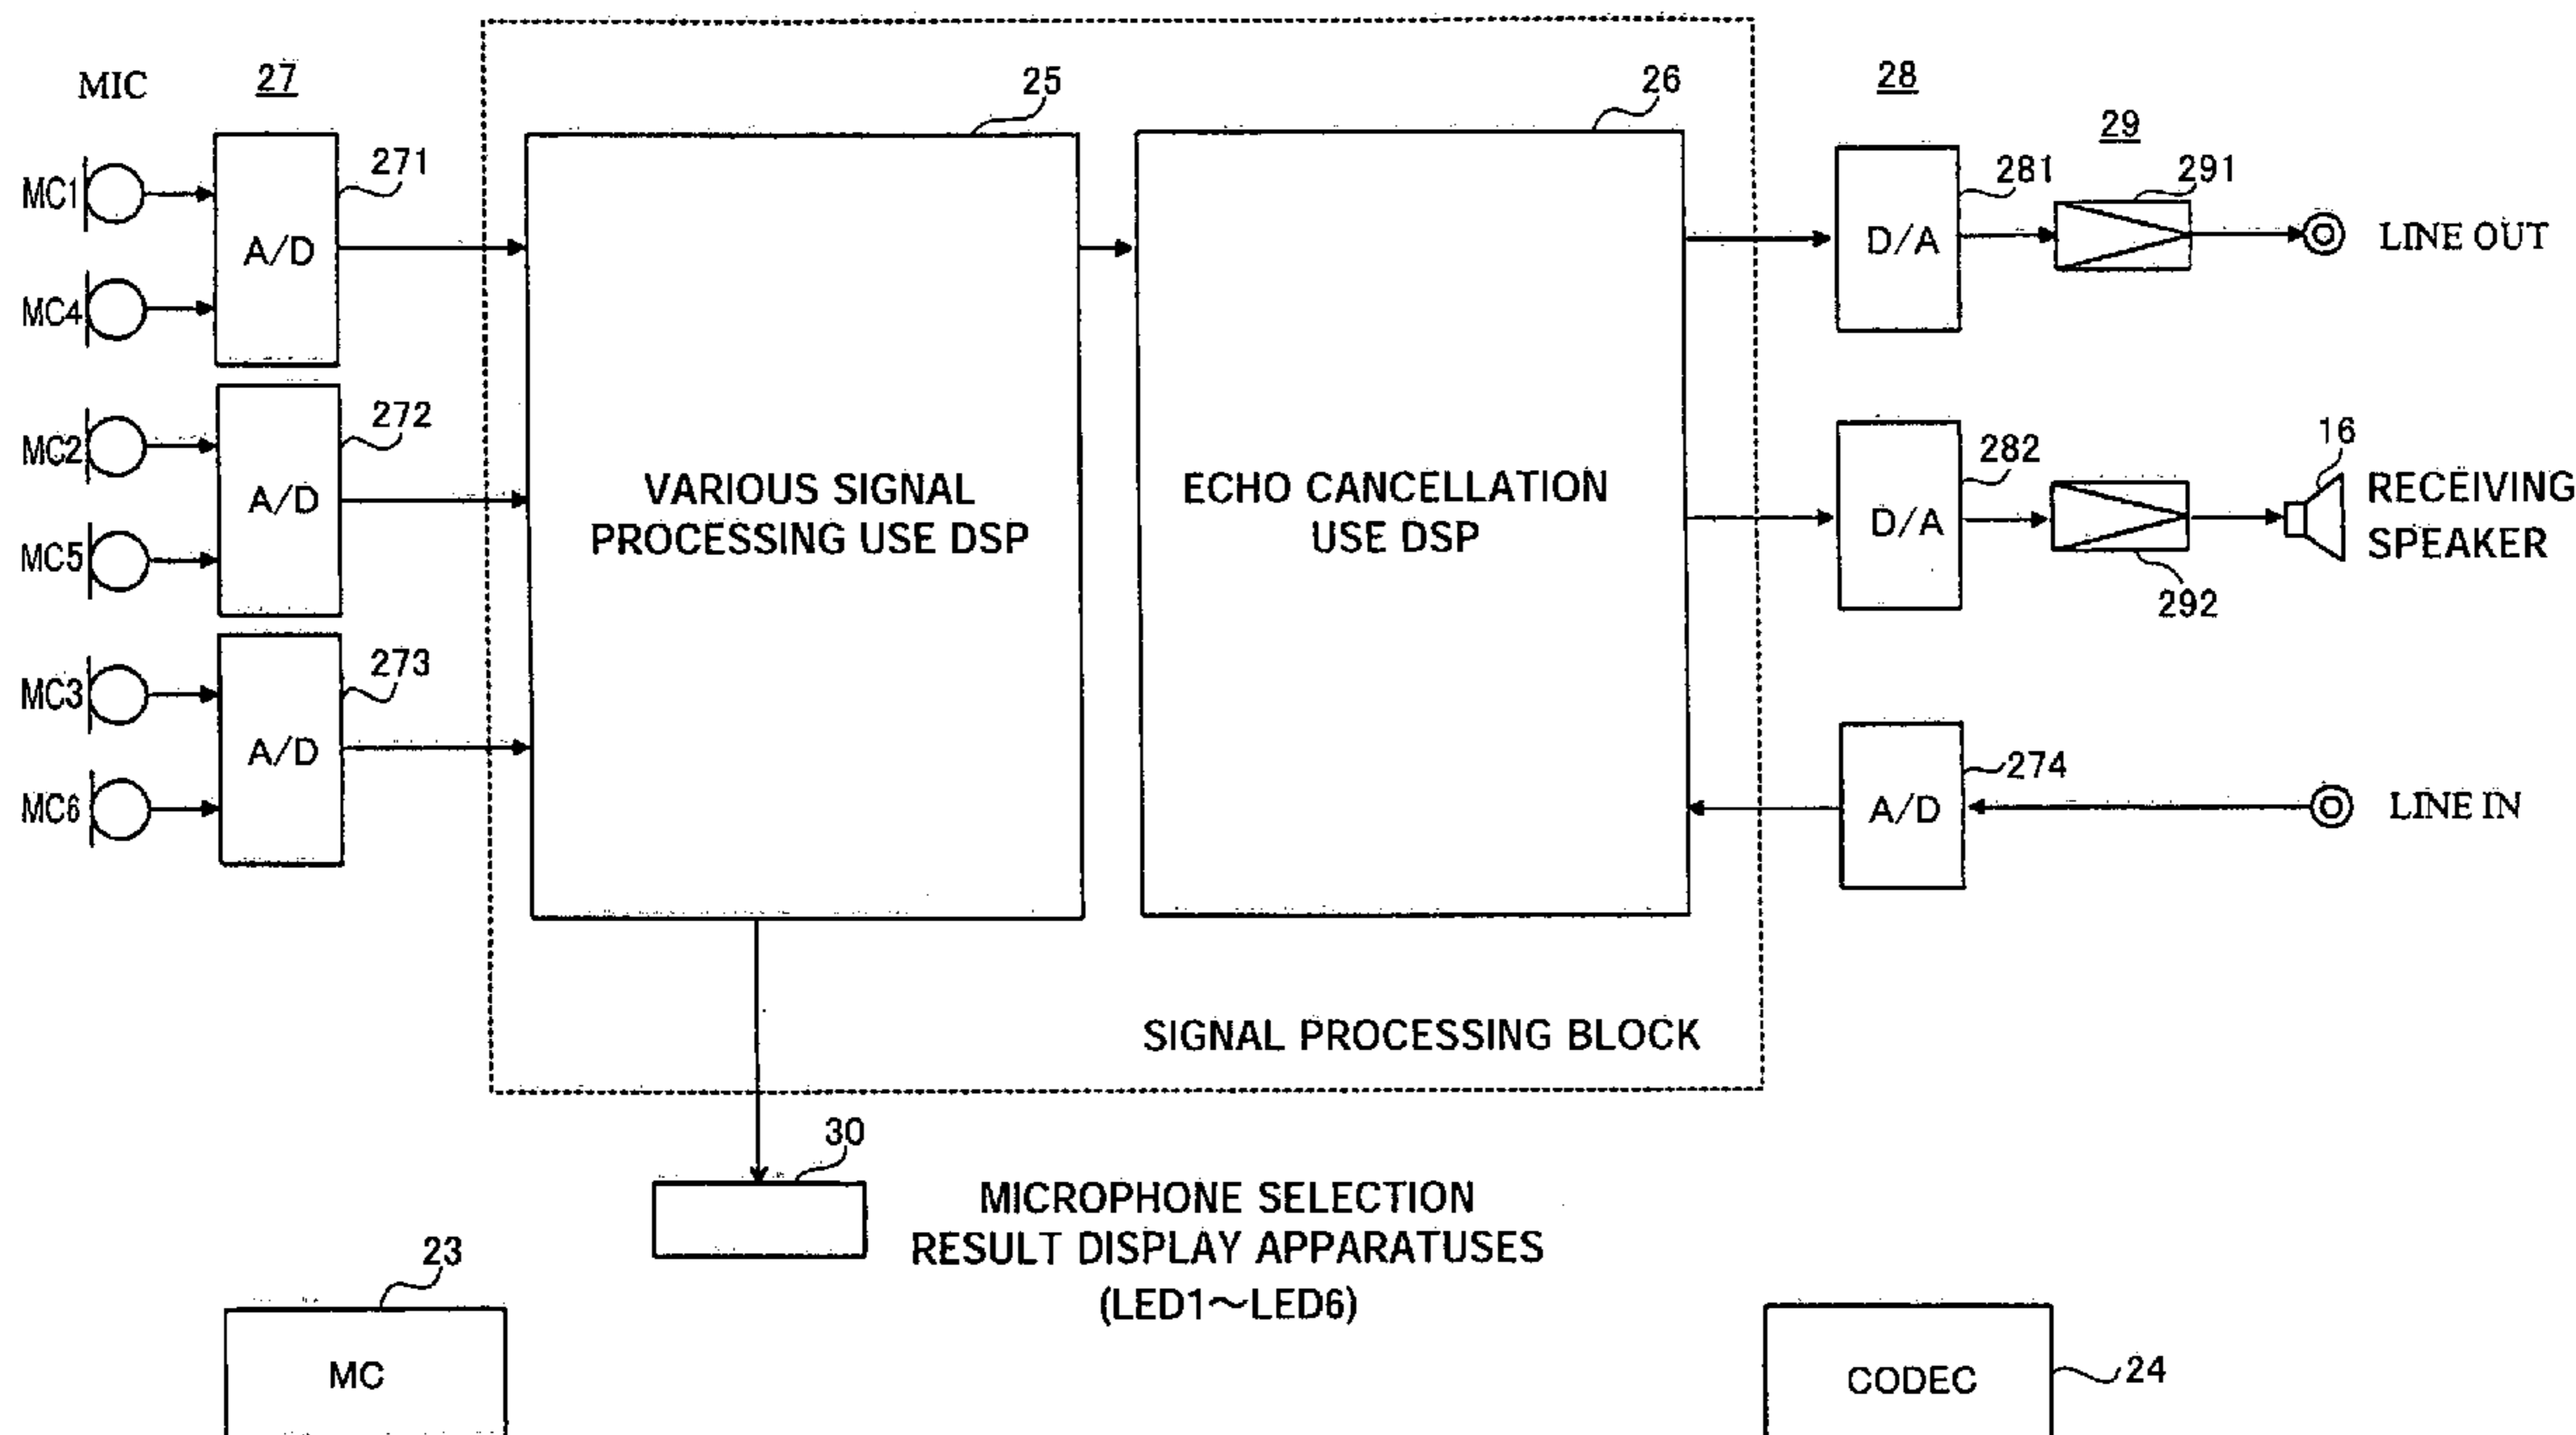 MIC
27
25
26
28
29
MC1
MC4
A/D
271
MC2
MC5
A/D
272
MC3
MC6
A/D
273
VARIOUS SIGNAL
PROCESSING USE DSP
ECHO CANCELLATION
USE DSP
D/A
281
291
LINE OUT
D/A
282
292
16
RECEIVING
SPEAKER
A/D
274
LINE IN
SIGNAL PROCESSING BLOCK
30
MICROPHONE SELECTION
RESULT DISPLAY APPARATUSES
(LED1～LED6)
23
MC
CODEC
24